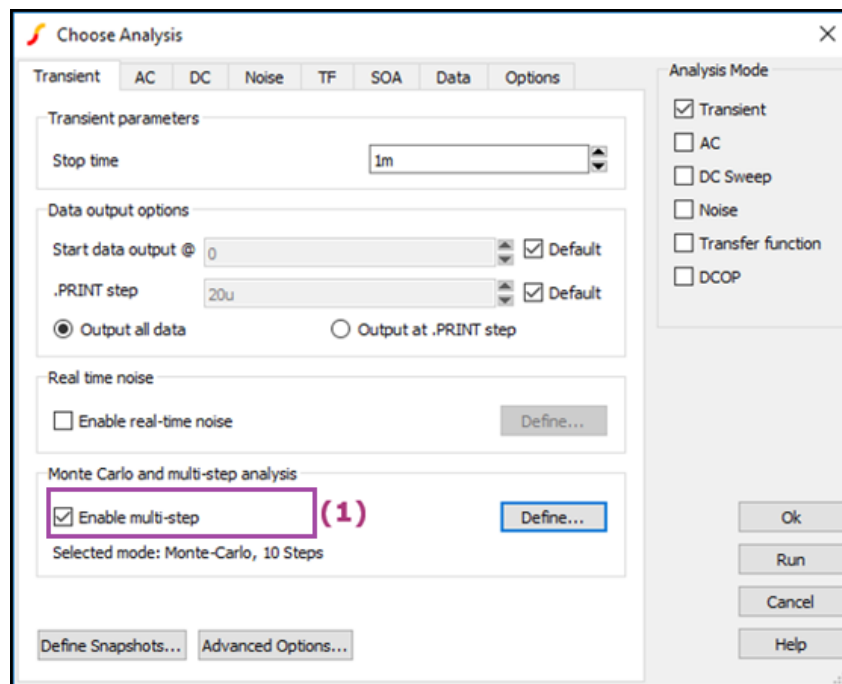 Choose Analysis
Transient AC DC Noise TF SOA Data Options
Transient parameters
Stop time 1m
Data output options
Start data output @ 0 Default
.PRINT step 20u Default
Output all data Output at .PRINT step
Real time noise
Enable real-time noise Define...
Monte Carlo and multi-step analysis
Enable multi-step (1) Define...
Selected mode: Monte-Carlo, 10 Steps
Define Snapshots... Advanced Options...
Analysis Mode
Transient
AC
DC Sweep
Noise
Transfer function
DCOP
Ok
Run
Cancel
Help